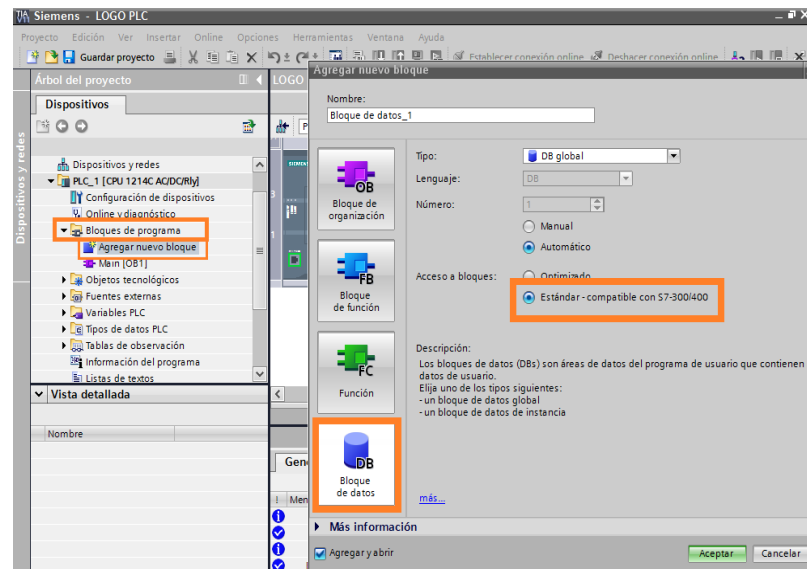 Siemens - LOGO PLC
Proyecto Edición Ver Insertar Online Opciones Herramientas Ventana Ayuda
Guardar proyecto
Establecer conexión online
Deshacer conexión online
Árbol del proyecto
LOGO
Dispositivos
Dispositivos y redes
Dispositivos y redes
PLC_1 [CPU 1214C AC/DC/Rly]
Configuración de dispositivos
Online y diagnóstico
Bloques de programa
Agregar nuevo bloque
Main [OB1]
Objetos tecnológicos
Fuentes externas
Variables PLC
Tipos de datos PLC
Tablas de observación
Información del programa
Listas de textos
Vista detallada
Nombre
Gen
! Men
Agregar nuevo bloque
Nombre:
Bloque de datos_1
OB
Bloque de
organización
FB
Bloque
de función
FC
Función
DB
Bloque
de datos
Tipo:
DB global
Lenguaje:
DB
Número:
1
Manual
Automático
Acceso a bloques:
Optimizado
Estándar - compatible con S7-300/400
Descripción:
Los bloques de datos (DBs) son áreas de datos del programa de usuario que contienen
datos de usuario.
Elija uno de los tipos siguientes:
- un bloque de datos global
- un bloque de datos de instancia
más...
Más información
Agregar y abrir
Aceptar
Cancelar